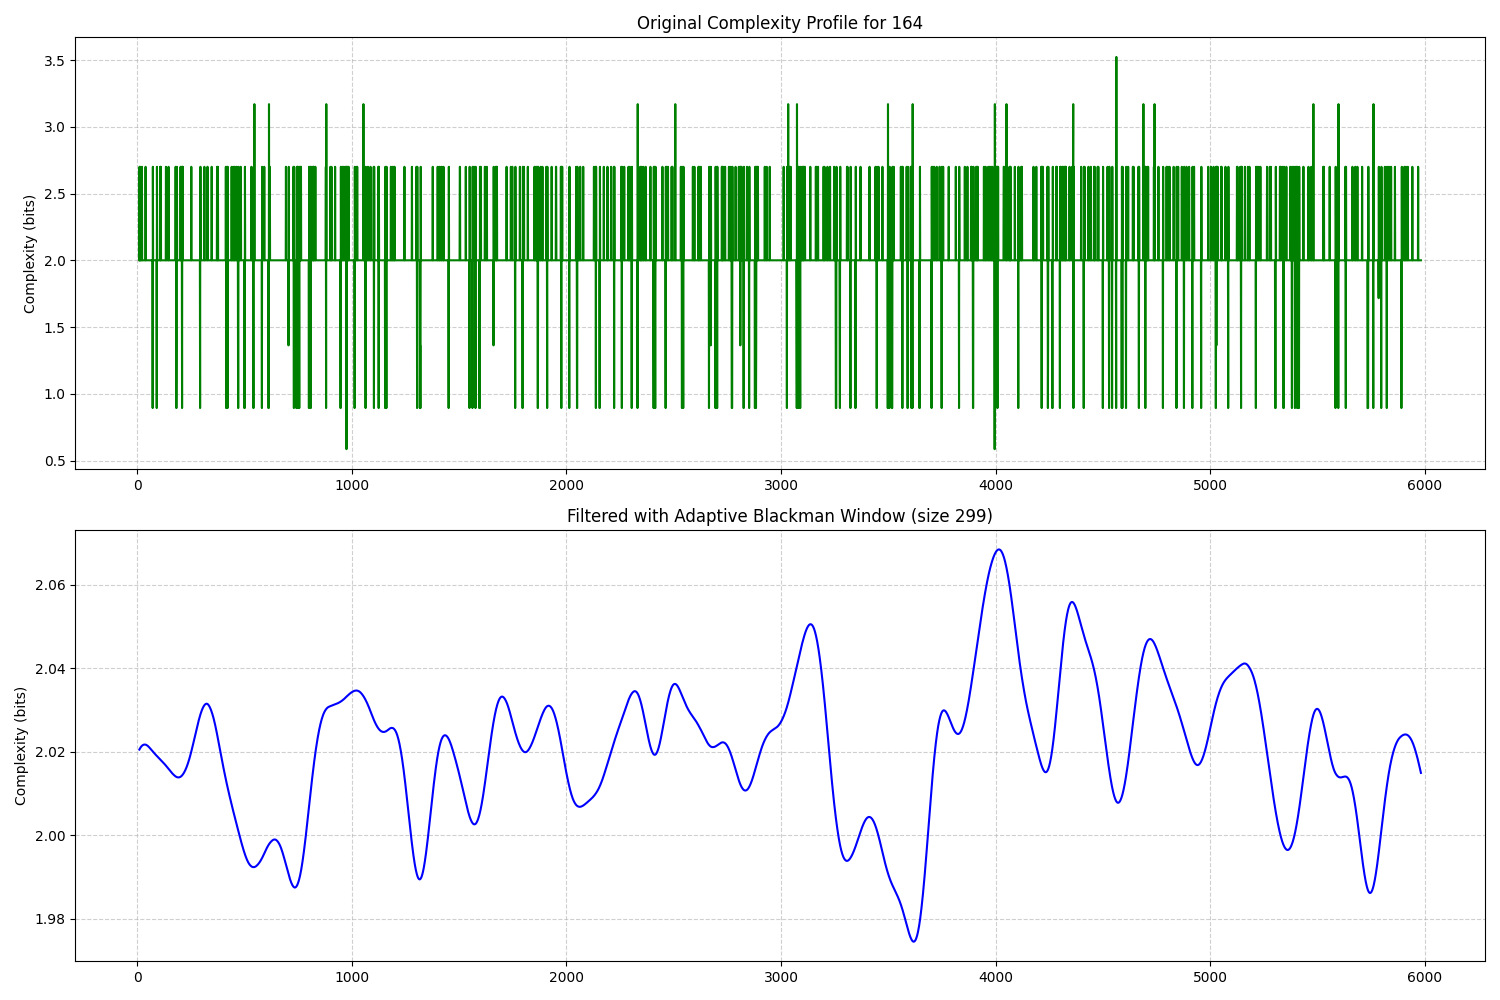 Original Complexity Profile for 164
Complexity (bits)
3.5
3.0
2.5
2.0
1.5
1.0
0.5
0 1000 2000 3000 4000 5000 6000
Filtered with Adaptive Blackman Window (size 299)
Complexity (bits)
2.06
2.04
2.02
2.00
1.98
0 1000 2000 3000 4000 5000 6000